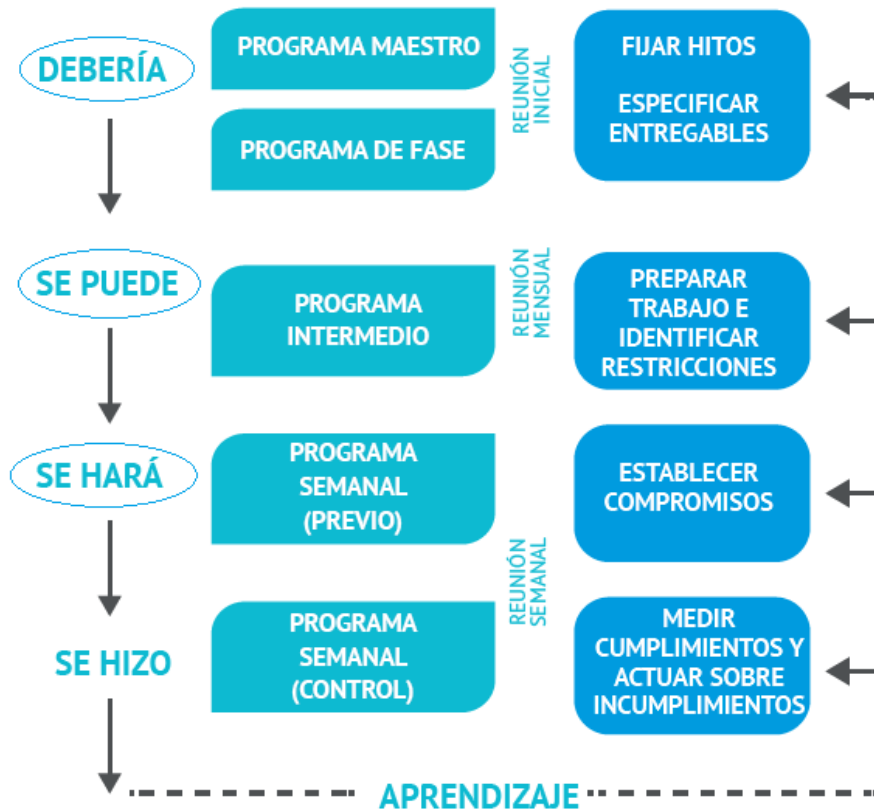 DEBERÍA
PROGRAMA MAESTRO
PROGRAMA DE FASE
REUNIÓN
INICIAL
FIJAR HITOS
ESPECIFICAR
ENTREGABLES
SE PUEDE
PROGRAMA
INTERMEDIO
REUNIÓN
MENSUAL
PREPARAR
TRABAJO E
IDENTIFICAR
RESTRICCIONES
SE HARÁ
PROGRAMA
SEMANAL
(PREVIO)
REUNIÓN
SEMANAL
ESTABLECER
COMPROMISOS
SE HIZO
PROGRAMA
SEMANAL
(CONTROL)
MEDIR
CUMPLIMIENTOS Y
ACTUAR SOBRE
INCUMPLIMIENTOS
APRENDIZAJE